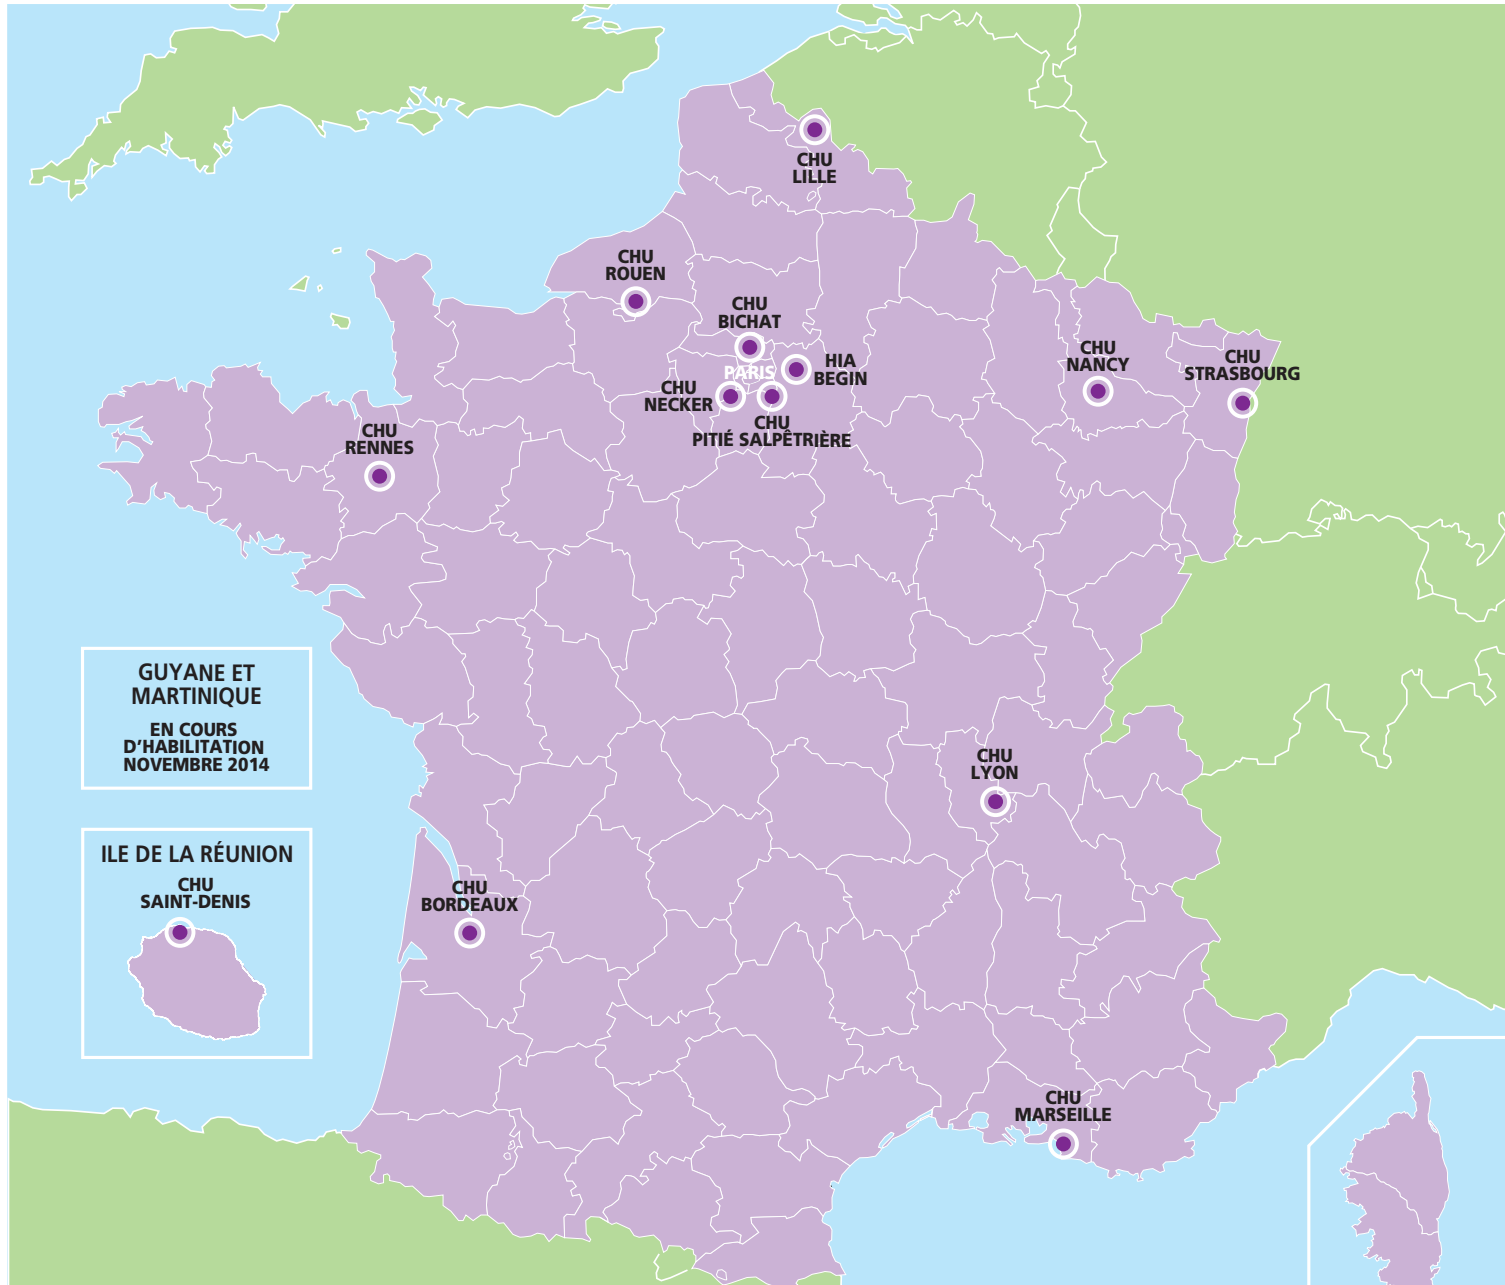 CHU
LILLE
CHU
ROUEN
CHU
BICHAT
PARIS
HIA
BEGIN
CHU
NECKER
CHU
PITIÉ SALPÊTRIÈRE
CHU
NANCY
CHU
STRASBOURG
CHU
RENNES
GUYANE ET
MARTINIQUE
EN COURS
D'HABILITATION
NOVEMBRE 2014
CHU
LYON
ILE DE LA RÉUNION
CHU
SAINT-DENIS
CHU
BORDEAUX
CHU
MARSEILLE